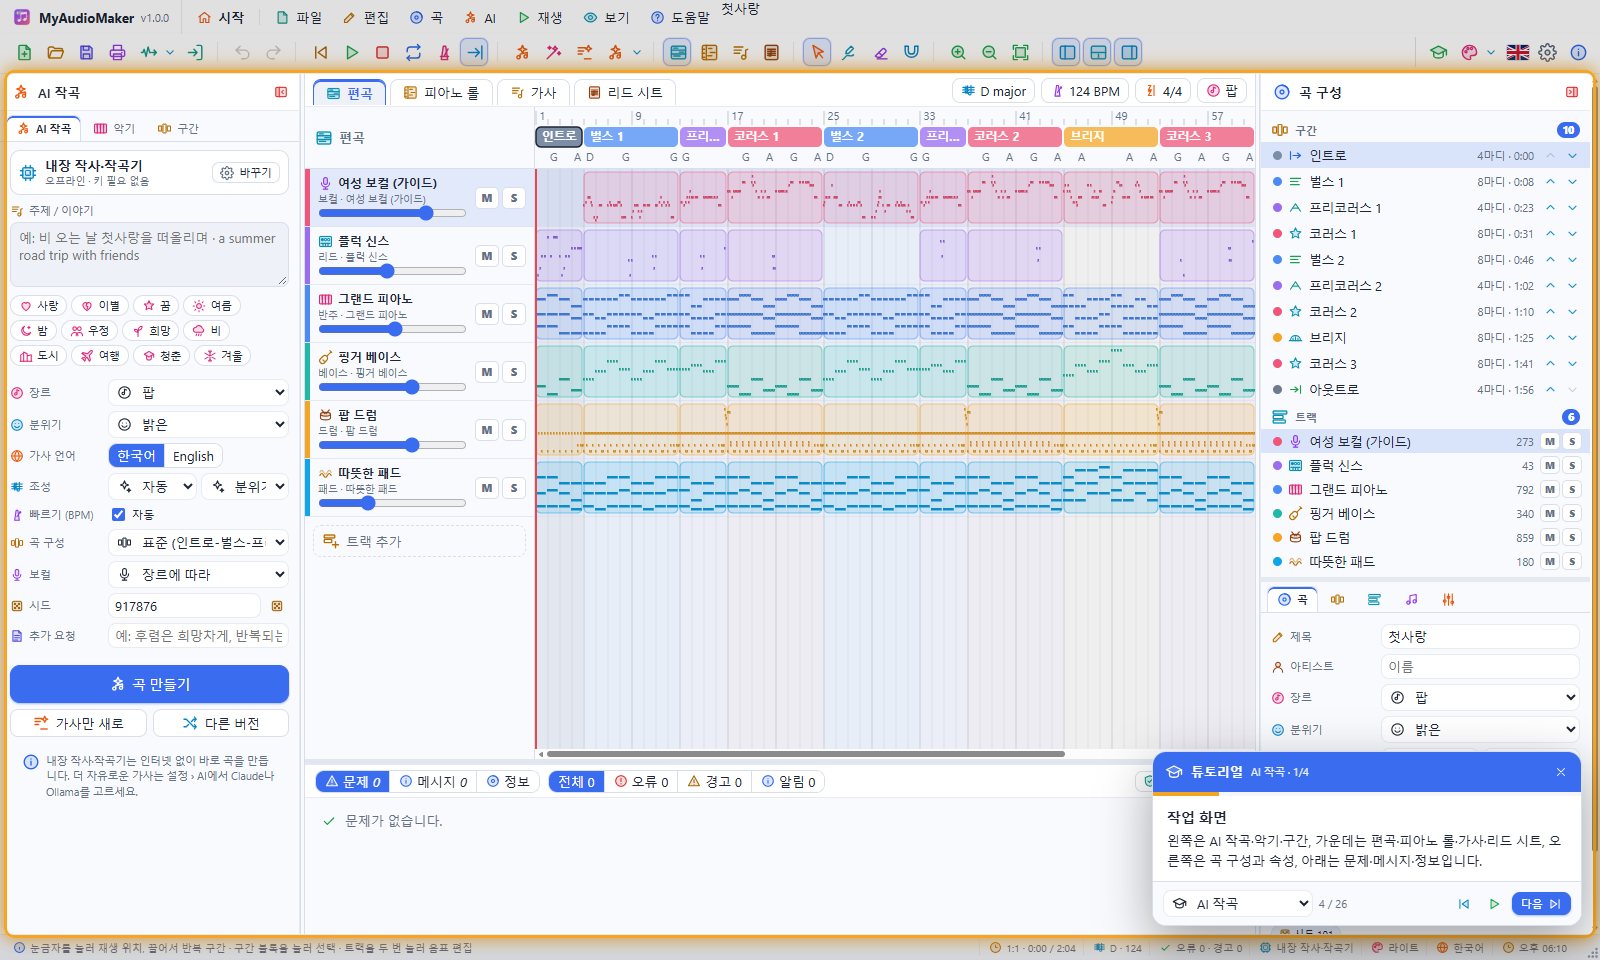 MyAudioMaker v1.0.0 시작 파일 편집 곡 AI 재생 보기 도움말 첫사랑
AI 작곡
AI 작곡 악기 구간
내장 작사·작곡기
오프라인 · 키 필요 없음
바꾸기
주제 / 이야기
예: 비 오는 날 첫사랑을 떠올리며 · a summer
road trip with friends
사랑 이별 꿈 여름
밤 우정 희망 비
도시 여행 청춘 겨울
장르 팝
분위기 밝은
가사 언어 한국어 English
조성 자동
빠르기 (BPM) 자동
곡 구성 표준 (인트로-벌스-프
보컬 장르에 따라
시드 917876
추가 요청 예: 후렴은 희망차게, 반복되는
곡 만들기
가사만 새로 다른 버전
내장 작사·작곡기는 인터넷 없이 바로 곡을 만듭
니다. 더 자유로운 가사는 설정 › AI에서 Claude나
Ollama를 고르세요.
편곡 피아노 롤 가사 리드 시트
D major 124 BPM 4/4 팝
편곡
1 9 17 25 33 41 49 57
인트로 벌스 1 프리... 코러스 1 벌스 2 프리... 코러스 2 브리지 코러스 3
G A D G G G A G A D G G G A G A A A G A G A
여성 보컬 (가이드)
보컬 · 여성 보컬 (가이드)
M S
플럭 신스
리드 · 플럭 신스
M S
그랜드 피아노
반주 · 그랜드 피아노
M S
핑거 베이스
베이스 · 핑거 베이스
M S
팝 드럼
드럼 · 팝 드럼
M S
따뜻한 패드
패드 · 따뜻한 패드
M S
트랙 추가
문제 0 메시지 0 정보 전체 0 오류 0 경고 0 알림 0
문제가 없습니다.
곡 구성
구간 10
인트로 4마디 · 0:00
벌스 1 8마디 · 0:08
프리코러스 1 4마디 · 0:23
코러스 1 8마디 · 0:31
벌스 2 8마디 · 0:46
프리코러스 2 4마디 · 1:02
코러스 2 8마디 · 1:10
브리지 8마디 · 1:25
코러스 3 8마디 · 1:41
아웃트로 4마디 · 1:56
트랙 6
여성 보컬 (가이드) 273 M S
플럭 신스 43 M S
그랜드 피아노 792 M S
핑거 베이스 340 M S
팝 드럼 859 M S
따뜻한 패드 180 M S
곡
제목 첫사랑
아티스트 이름
장르 팝
분위기 밝은
튜토리얼 AI 작곡 · 1/4
작업 화면
왼쪽은 AI 작곡·악기·구간, 가운데는 편곡·피아노 롤·가사·리드 시트, 오
른쪽은 곡 구성과 속성, 아래는 문제·메시지·정보입니다.
AI 작곡 4 / 26 다음
눈금자를 눌러 재생 위치, 끌어서 반복 구간 · 구간 블록을 눌러 선택 · 트랙을 두 번 눌러 음표 편집
1:1 · 0:00 / 2:04 D · 124 오류 0 · 경고 0 내장 작사·작곡기 라이트 한국어 오후 06:10